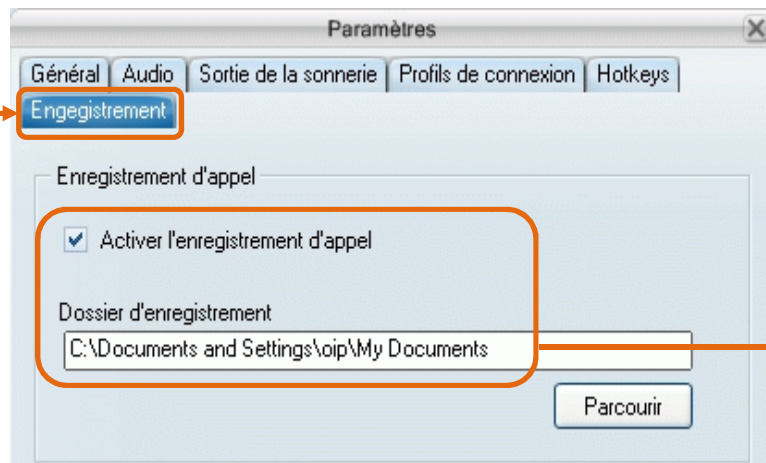 Paramètres
Général Audio Sortie de la sonnerie Profils de connexion Hotkeys
Engegistrement
Enregistrement d'appel
Activer l'enregistrement d'appel
Dossier d'enregistrement
C:\Documents and Settings\oip\My Documents
Parcourir